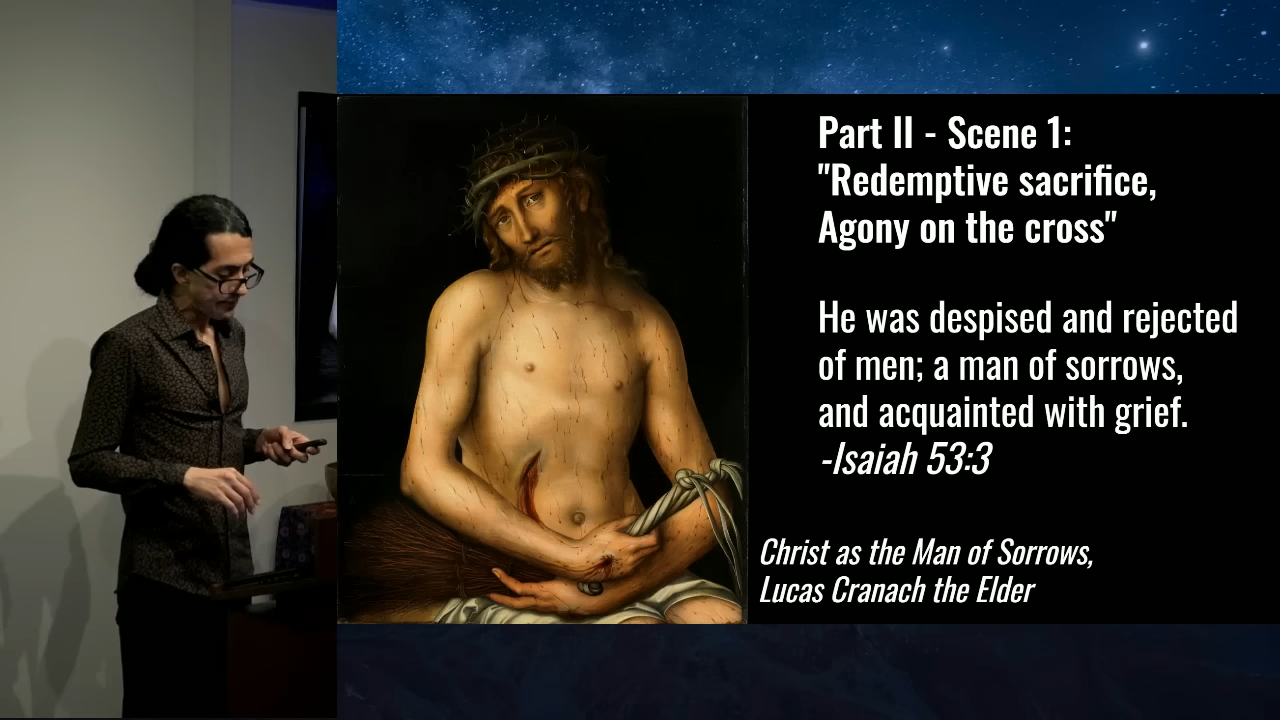 Part II - Scene 1:
"Redemptive sacrifice,
Agony on the cross"
He was despised and rejected
of men; a man of sorrows,
and acquainted with grief.
-Isaiah 53:3
Christ as the Man of Sorrows,
Lucas Cranach the Elder